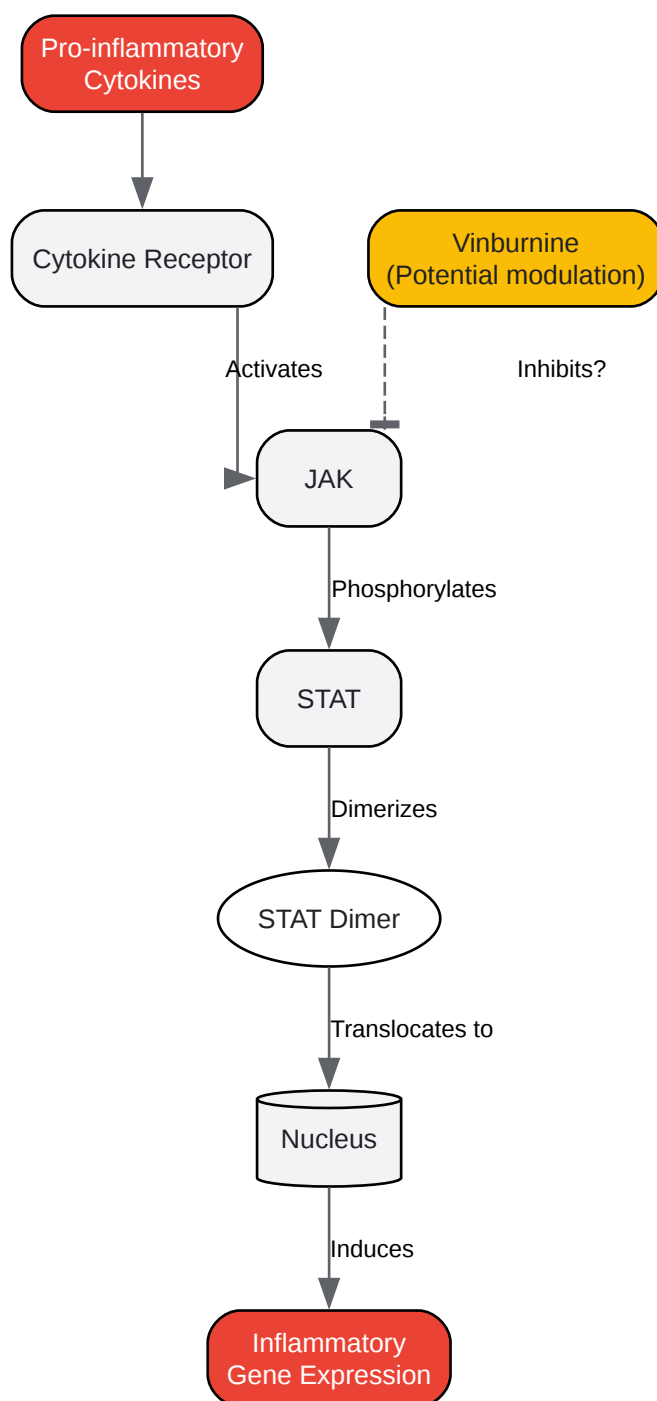 Pro-inflammatory
Cytokines
Cytokine Receptor
Vinburnine
(Potential modulation)
Activates
Inhibits?
JAK
Phosphorylates
STAT
Dimerizes
STAT Dimer
Translocates to
Nucleus
Induces
Inflammatory
Gene Expression